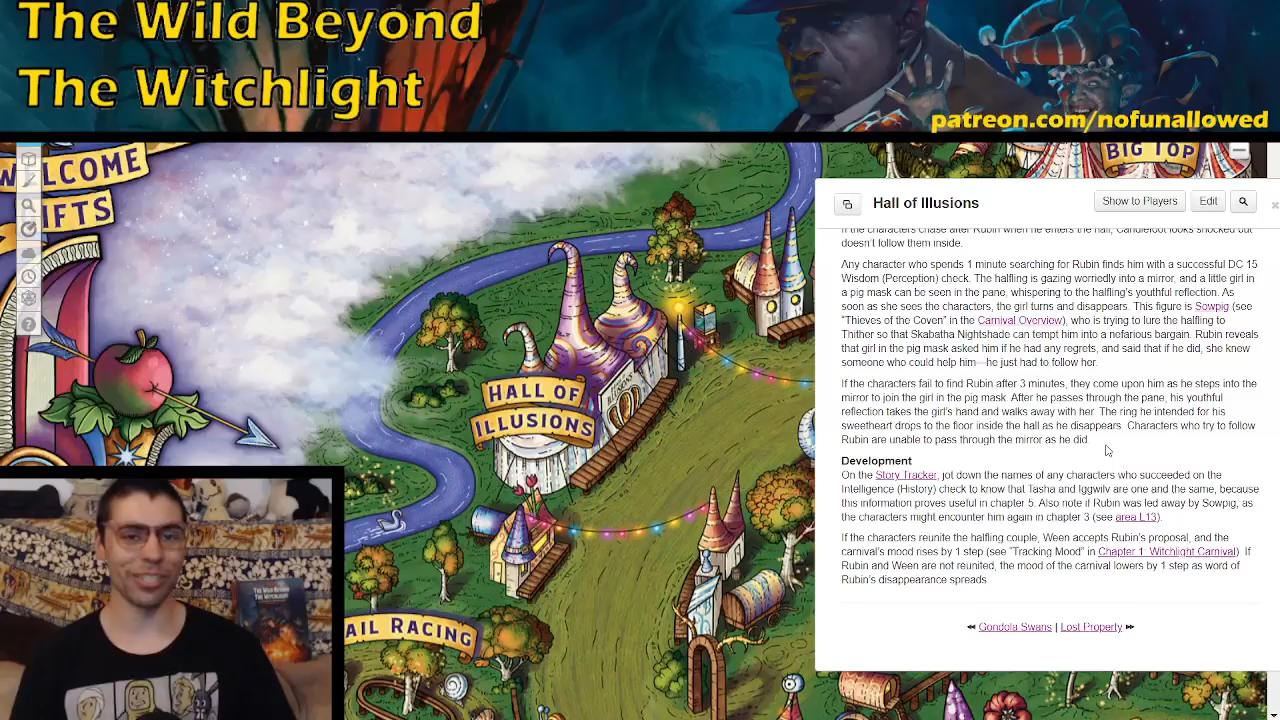 The Wild Beyond
The Witchlight
patreon.com/nofunallowed
WELCOME
IFTS
BIG TOP
HALL OF
ILLUSIONS
AIL RACING
Hall of Illusions
Show to Players
Edit
If the characters chase after Rubin when he enters the hall, Candlefoot looks shocked but
doesn't follow them inside.
Any character who spends 1 minute searching for Rubin finds him with a successful DC 15
Wisdom (Perception) check. The halfling is gazing worriedly into a mirror, and a little girl in
a pig mask can be seen in the pane, whispering to the halfling's youthful reflection. As
soon as she sees the characters, the girl turns and disappears. This figure is Sowpig (see
"Thieves of the Coven" in the Carnival Overview), who is trying to lure the halfling to
Thither so that Skabatha Nightshade can tempt him into a nefarious bargain. Rubin reveals
that girl in the pig mask asked him if he had any regrets, and said that if he did, she knew
someone who could help him—he just had to follow her.
If the characters fail to find Rubin after 3 minutes, they come upon him as he steps into the
mirror to join the girl in the pig mask. After he passes through the pane, his youthful
reflection takes the girl's hand and walks away with her. The ring he intended for his
sweetheart drops to the floor inside the hall as he disappears. Characters who try to follow
Rubin are unable to pass through the mirror as he did.
Development
On the Story Tracker, jot down the names of any characters who succeeded on the
Intelligence (History) check to know that Tasha and Iggwilv are one and the same, because
this information proves useful in chapter 5. Also note if Rubin was led away by Sowpig, as
the characters might encounter him again in chapter 3 (see area L13).
If the characters reunite the halfling couple, Ween accepts Rubin's proposal, and the
carnival's mood rises by 1 step (see "Tracking Mood" in Chapter 1: Witchlight Carnival). If
Rubin and Ween are not reunited, the mood of the carnival lowers by 1 step as word of
Rubin's disappearance spreads
Gondola Swans | Lost Property